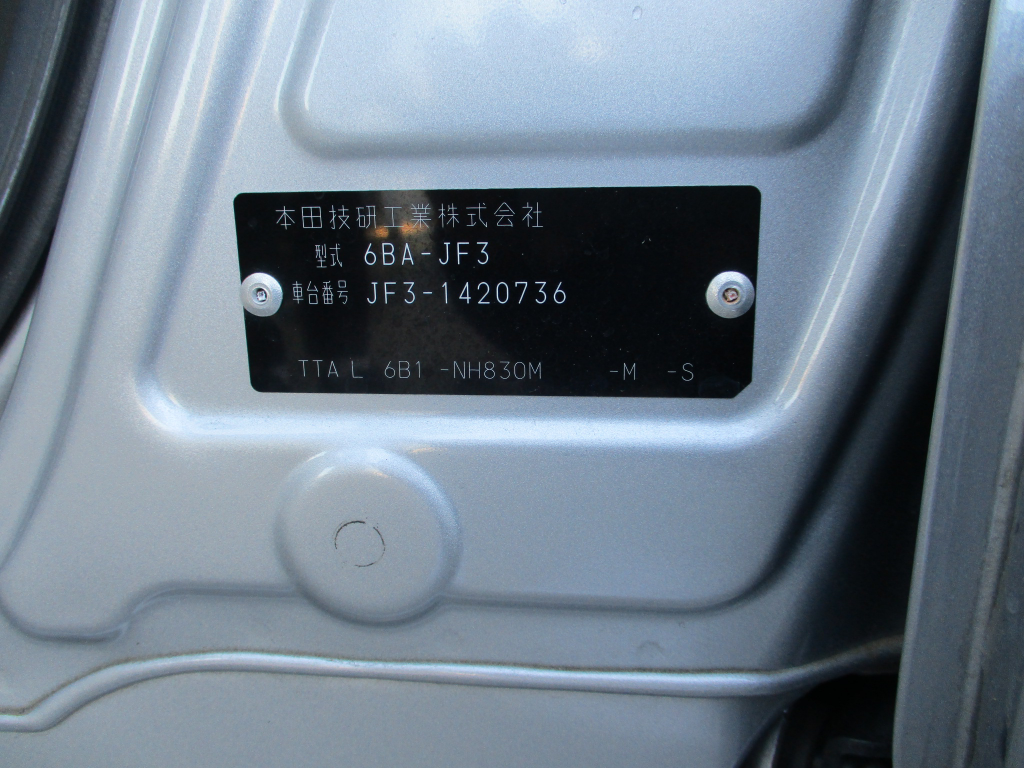 本田技研工業株式会社
型式 6BA-JF3
車台番号 JF3-1420736
TTA L 6B1 -NH830M -M -S